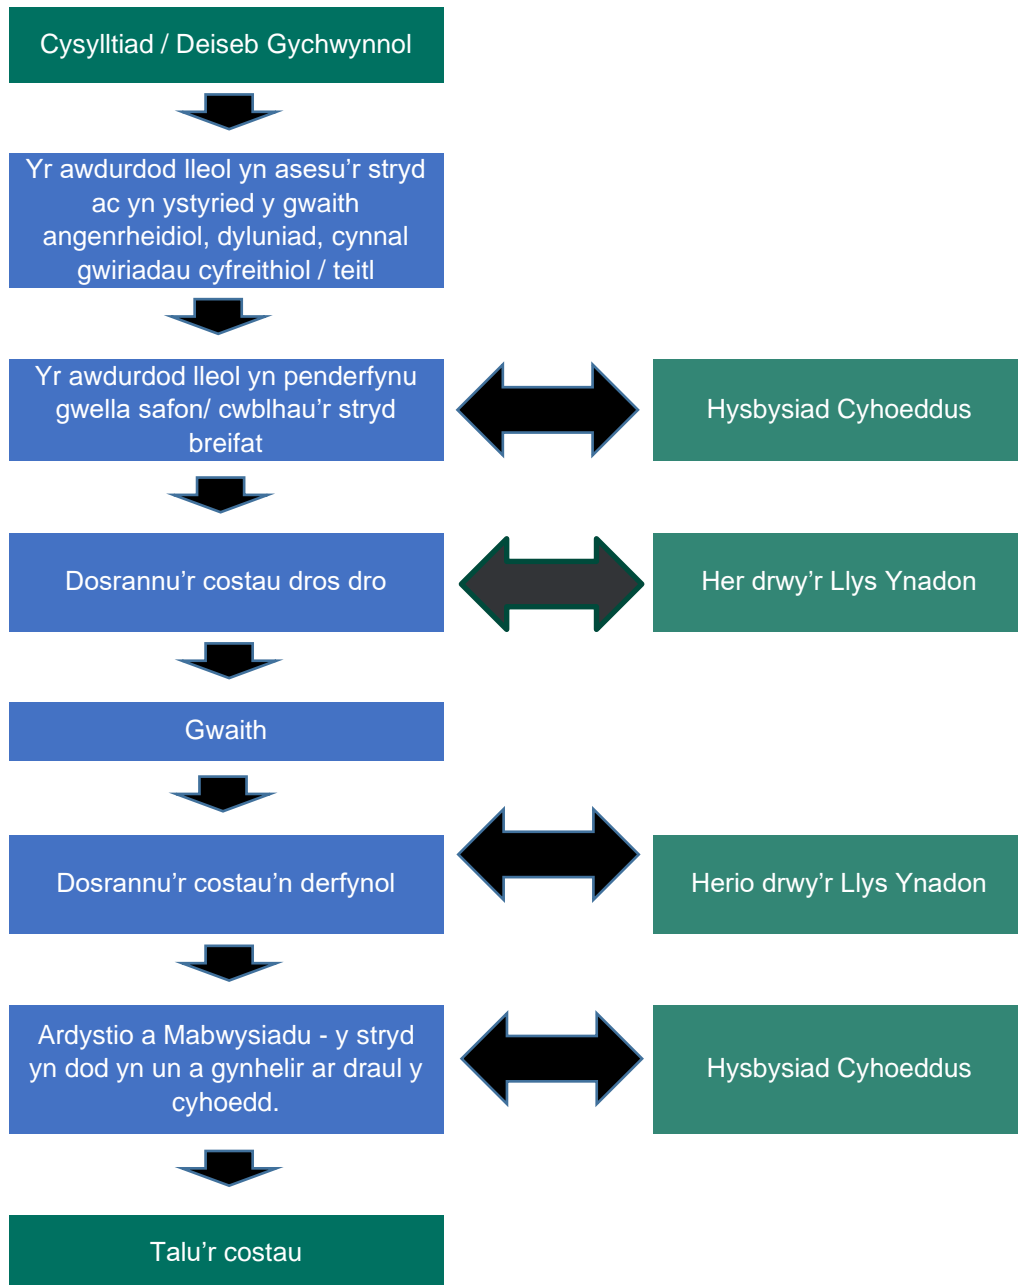 Cysylltiad / Deiseb Gychwynnol
Yr awdurdod lleol yn asesu'r stryd
ac yn ystyried y gwaith
angenrheidiol, dyluniad, cynnal
gwiriadau cyfreithiol / teitl
Yr awdurdod lleol yn penderfynu
gwella safon/ cwblhau'r stryd
breifat
Hysbysiad Cyhoeddus
Dosrannu'r costau dros dro
Her drwy'r Llys Ynadon
Gwaith
Dosrannu'r costau'n derfynol
Herio drwy'r Llys Ynadon
Ardystio a Mabwysiadu - y stryd
yn dod yn un a gynhelir ar draul y
cyhoedd.
Hysbysiad Cyhoeddus
Talu'r costau